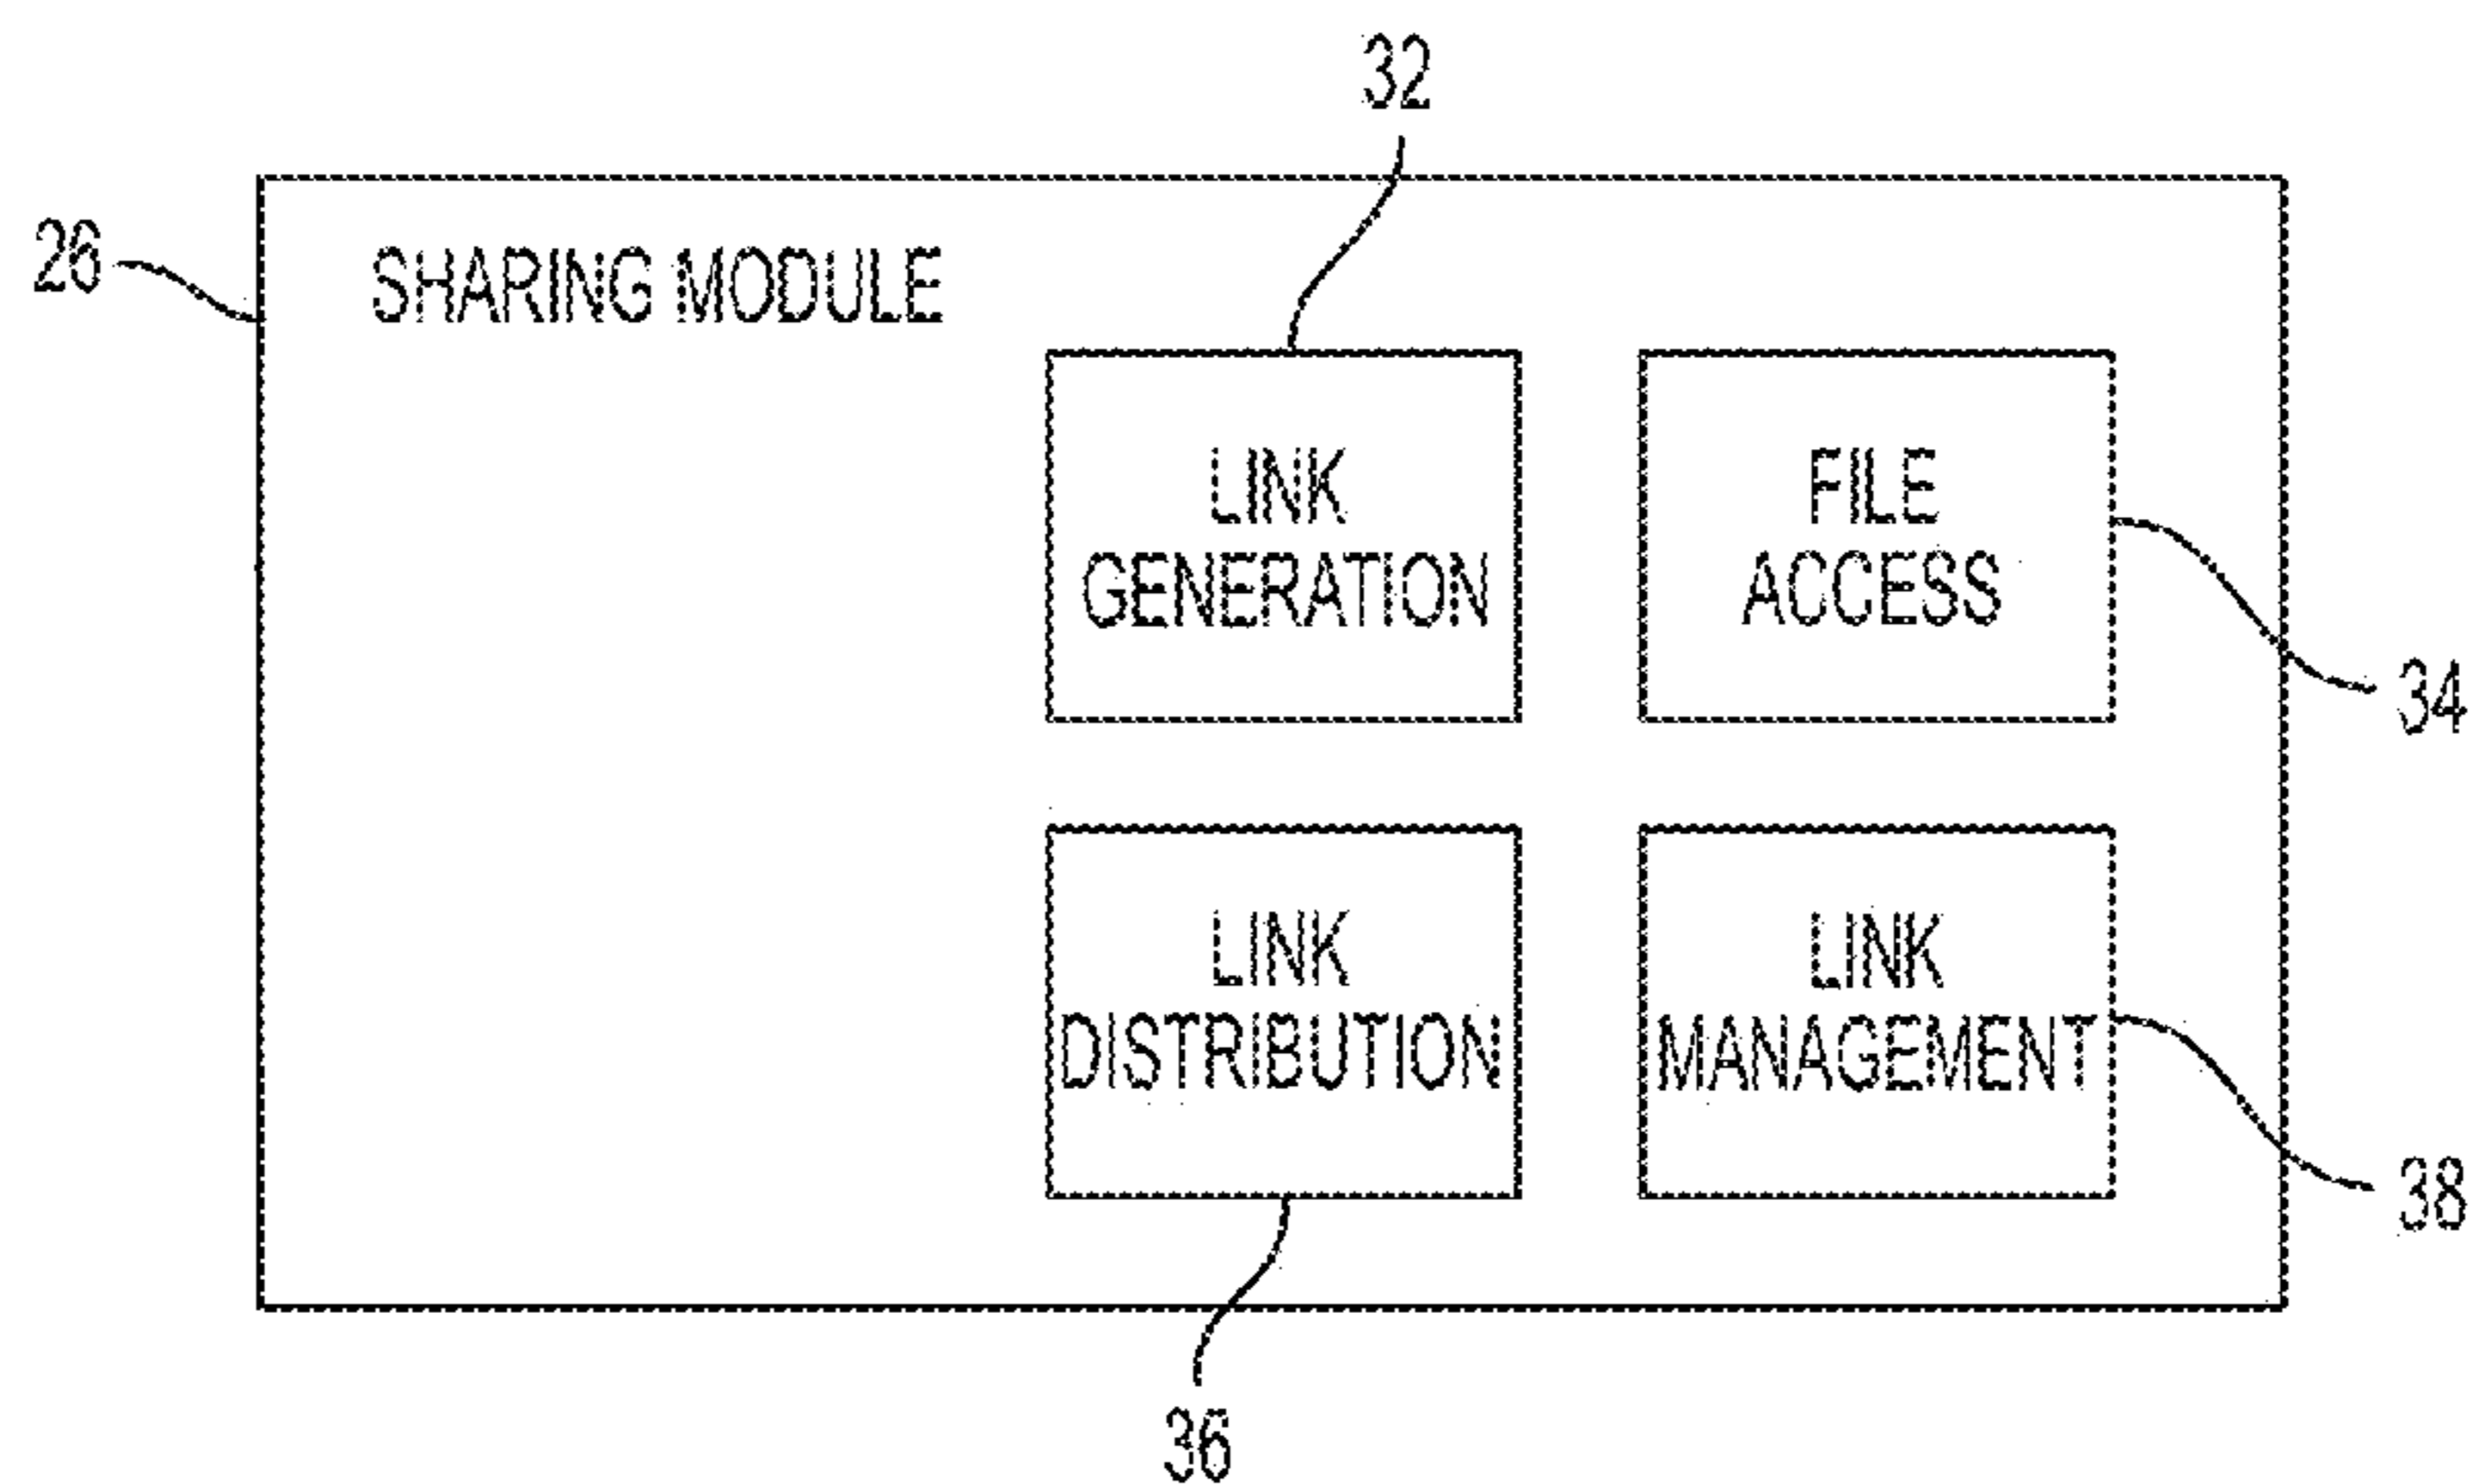 32
26
SHARING MODULE
LINK
GENERATION
FILE
ACCESS
34
LINK
DISTRIBUTION
LINK
MANAGEMENT
38
36